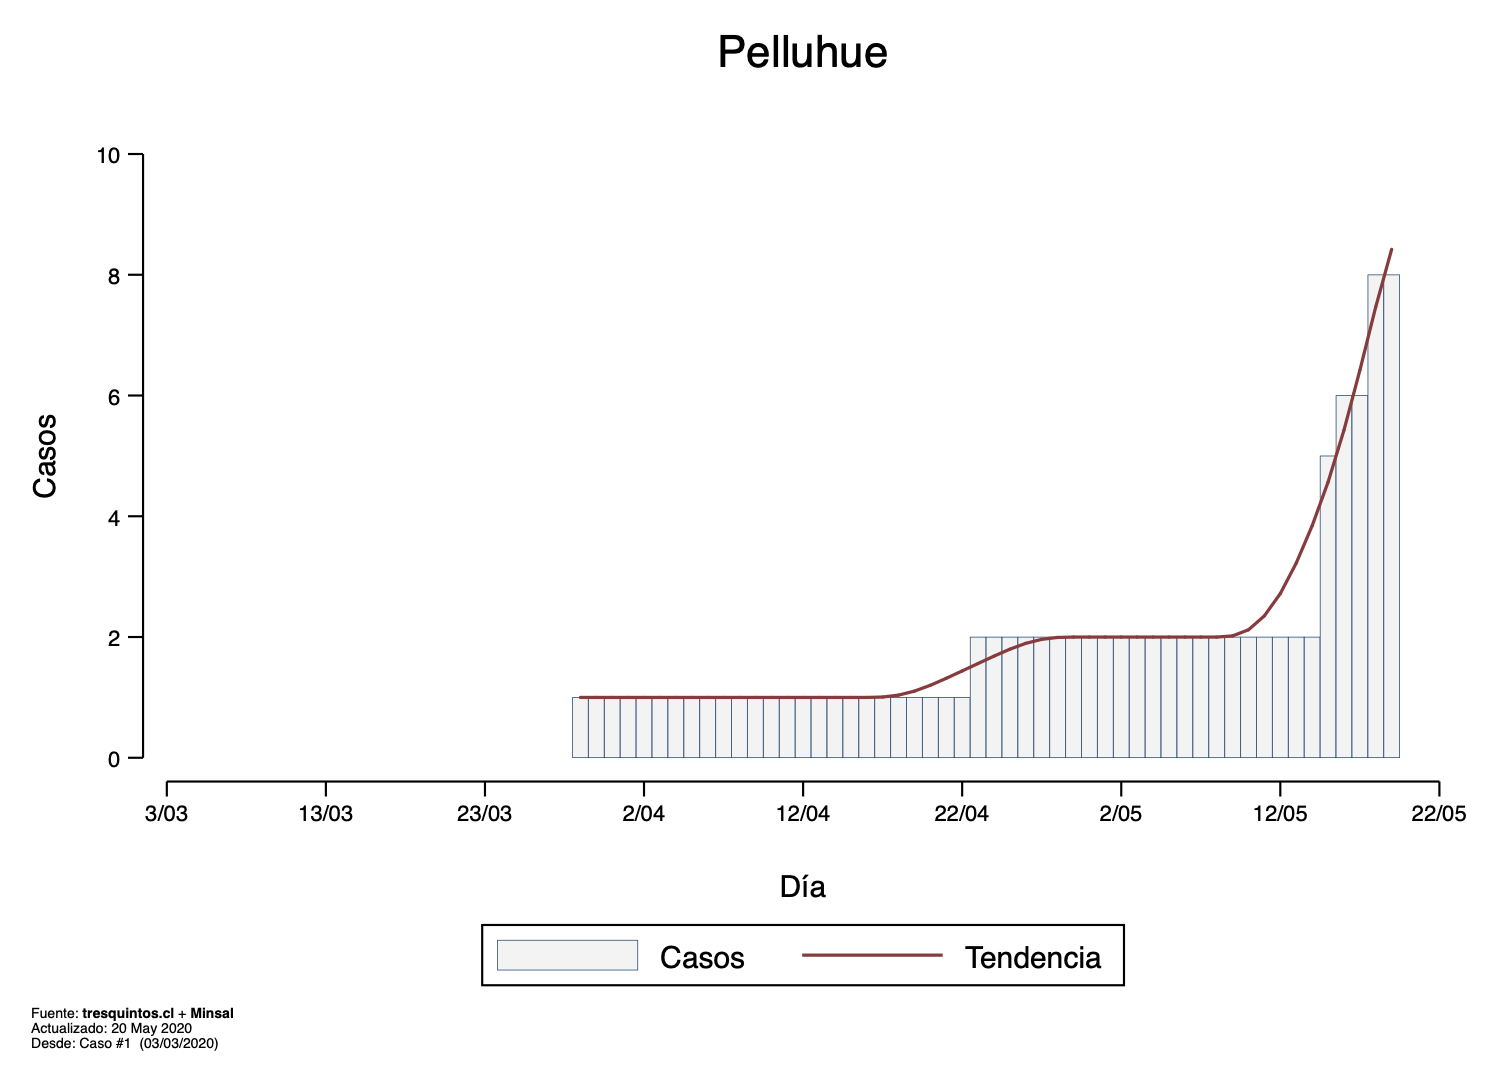 Pelluhue
10
8
6
4
2
0
Casos
3/03 13/03 23/03 2/04 12/04 22/04 2/05 12/05 22/05
Día
Casos Tendencia
Fuente: tresquintos.cl + Minsal
Actualizado: 20 May 2020
Desde: Caso #1 (03/03/2020)